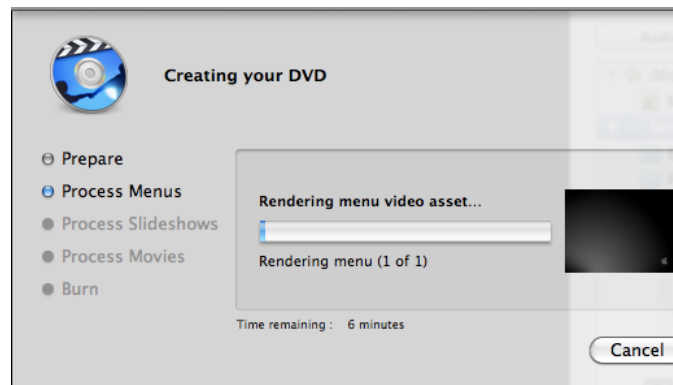 Creating your DVD
Prepare
Process Menus
Process Slideshows
Process Movies
Burn
Rendering menu video asset...
Rendering menu (1 of 1)
Time remaining : 6 minutes
Cancel